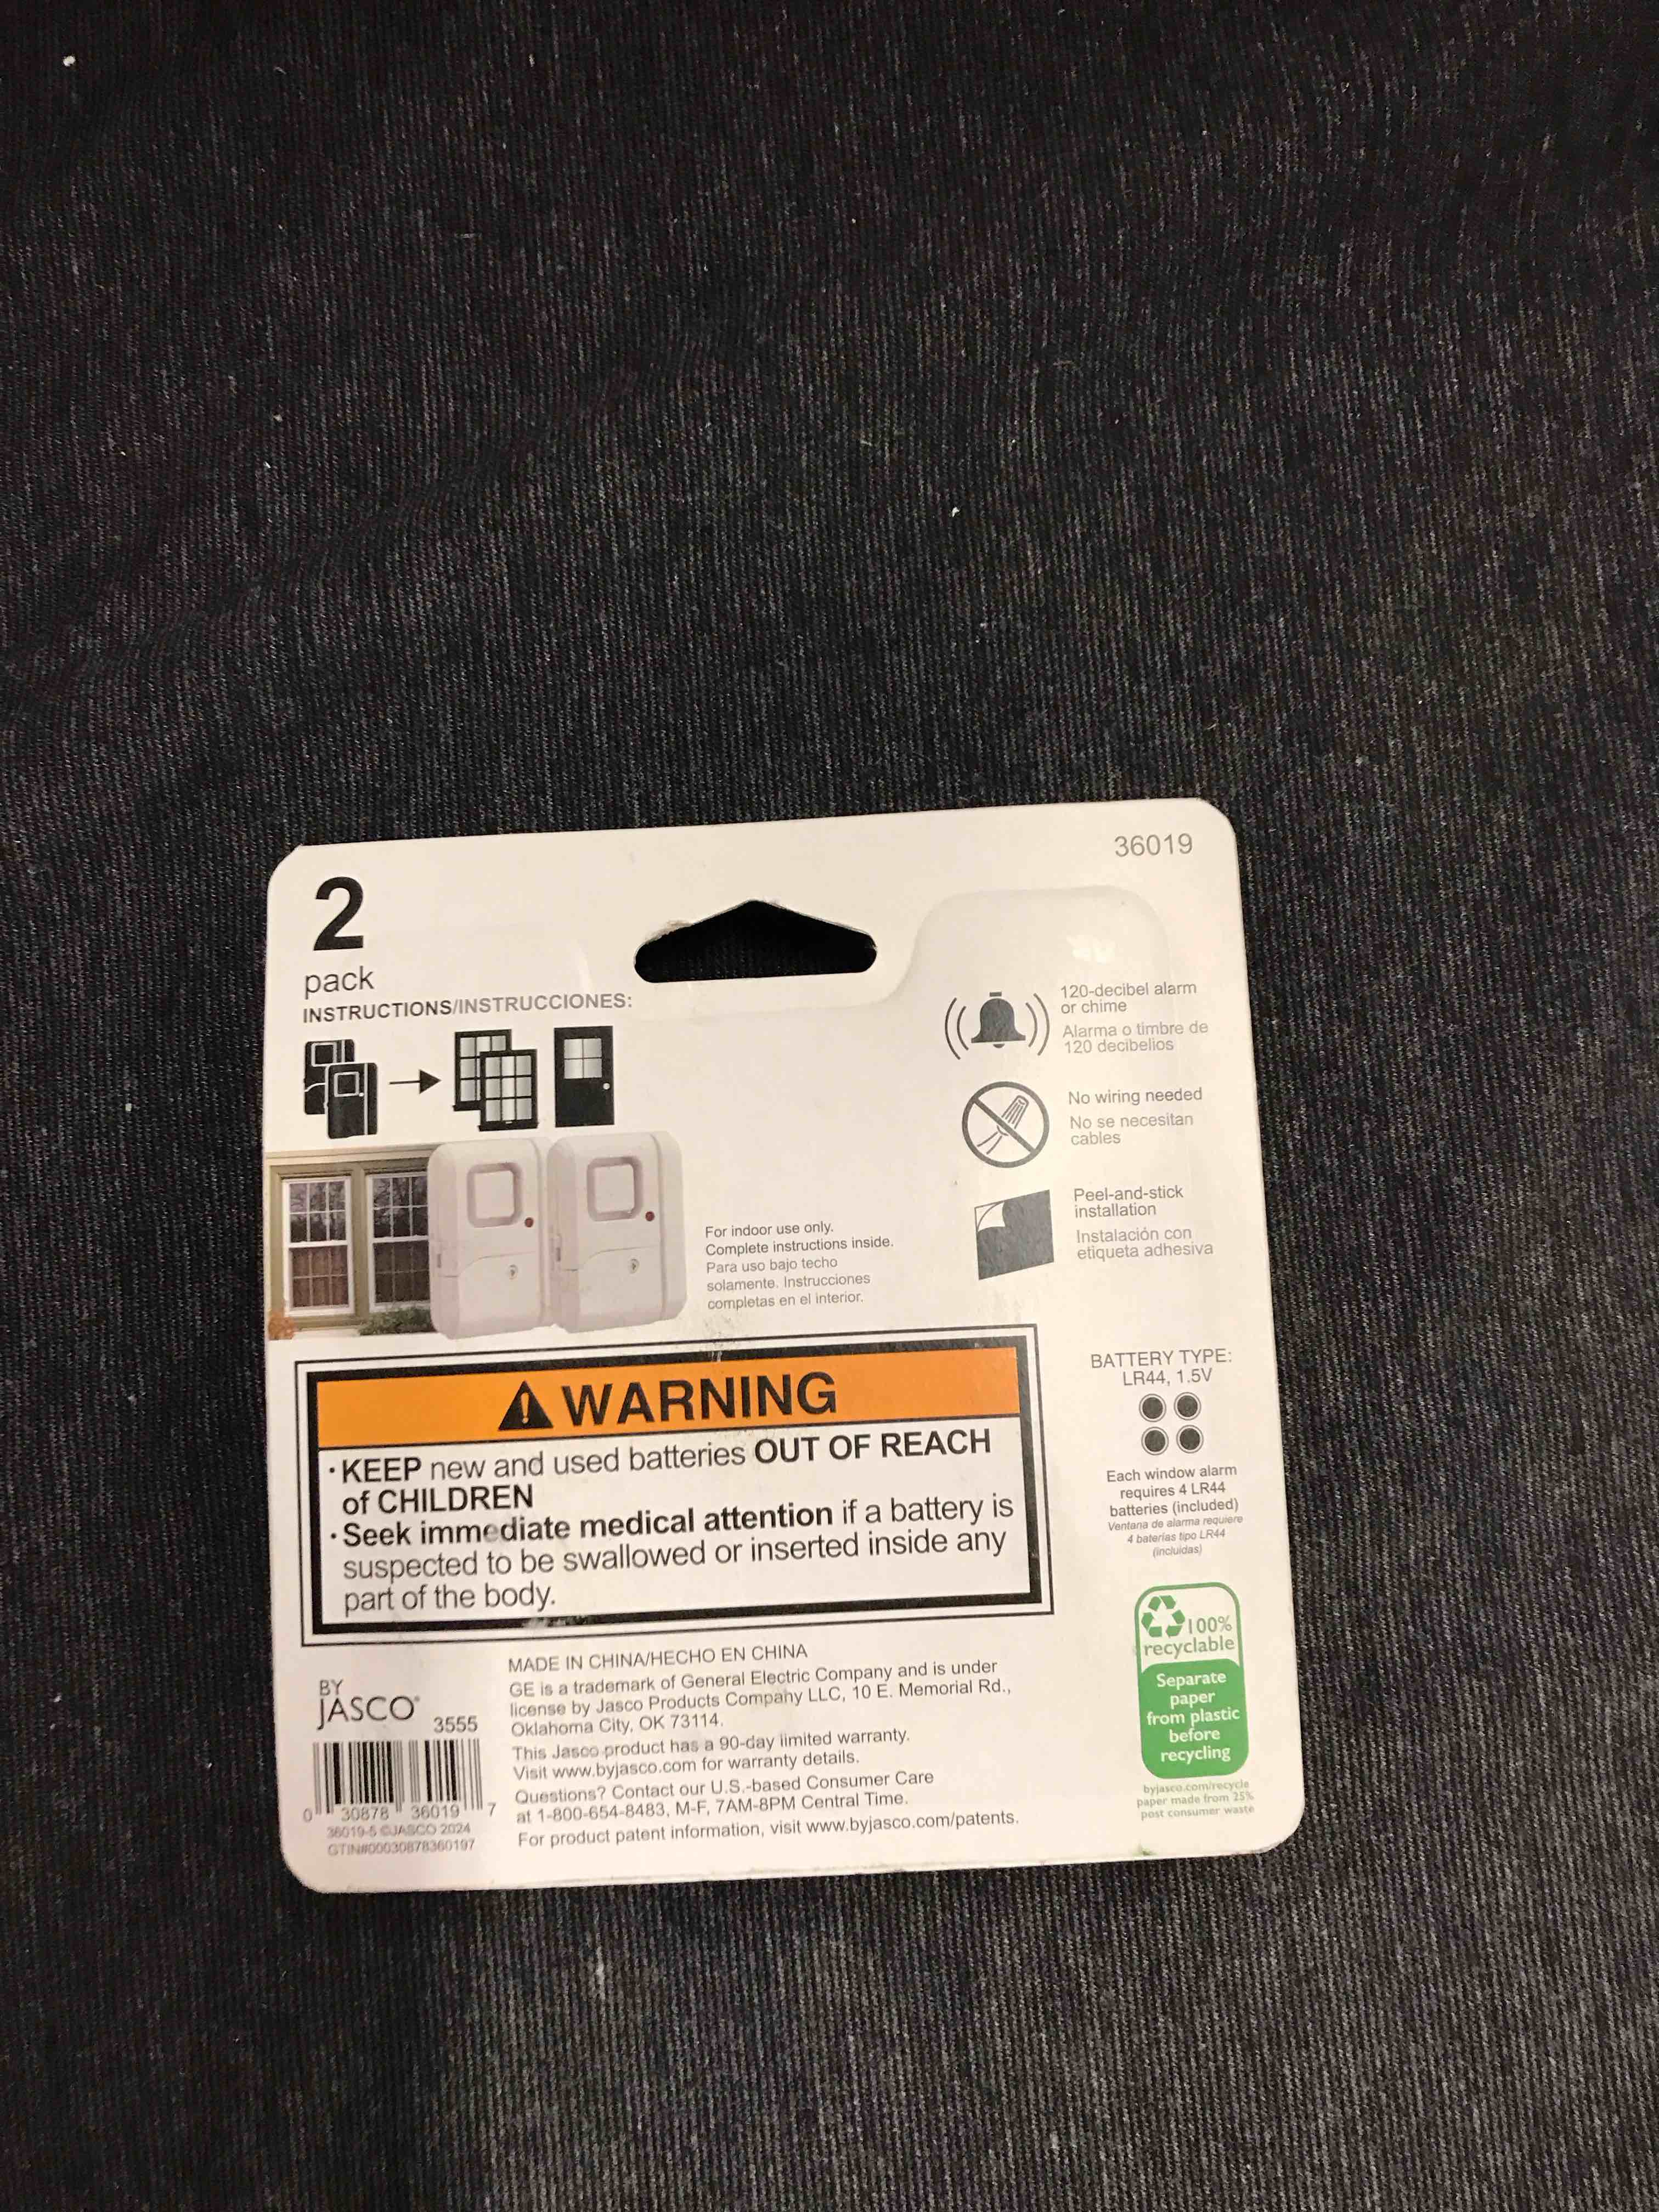 36019
2
pack
INSTRUCTIONS/INSTRUCCIONES:
120-decibel alarm
or chime
Alarma o timbre de
120 decibelios
No wiring needed
No se necesitan
cables
Peel-and-stick
installation
Instalación con
etiqueta adhesiva
For indoor use only.
Complete instructions inside.
Para uso bajo techo
solamente. Instrucciones
completas en el interior.
WARNING
· KEEP new and used batteries OUT OF REACH
of CHILDREN
· Seek immediate medical attention if a battery is
suspected to be swallowed or inserted inside any
part of the body.
BATTERY TYPE:
LR44, 1.5V
Each window alarm
requires 4 LR44
batteries (included)
Ventana de alarma requiere
4 baterías tipo LR44
(incluidas)
100%
recyclable
Separate
paper
from plastic
before
recycling
byjasco.com/recycle
paper made from 25%
post consumer waste
BY
JASCO®
3555
0 30878 36019 7
36019-5 ©JASCO 2024
GTIN#00030878360197
MADE IN CHINA/HECHO EN CHINA
GE is a trademark of General Electric Company and is under
license by Jasco Products Company LLC, 10 E. Memorial Rd.,
Oklahoma City, OK 73114.
This Jasco product has a 90-day limited warranty.
Visit www.byjasco.com for warranty details.
Questions? Contact our U.S.-based Consumer Care
at 1-800-654-8483, M-F, 7AM-8PM Central Time.
For product patent information, visit www.byjasco.com/patents.